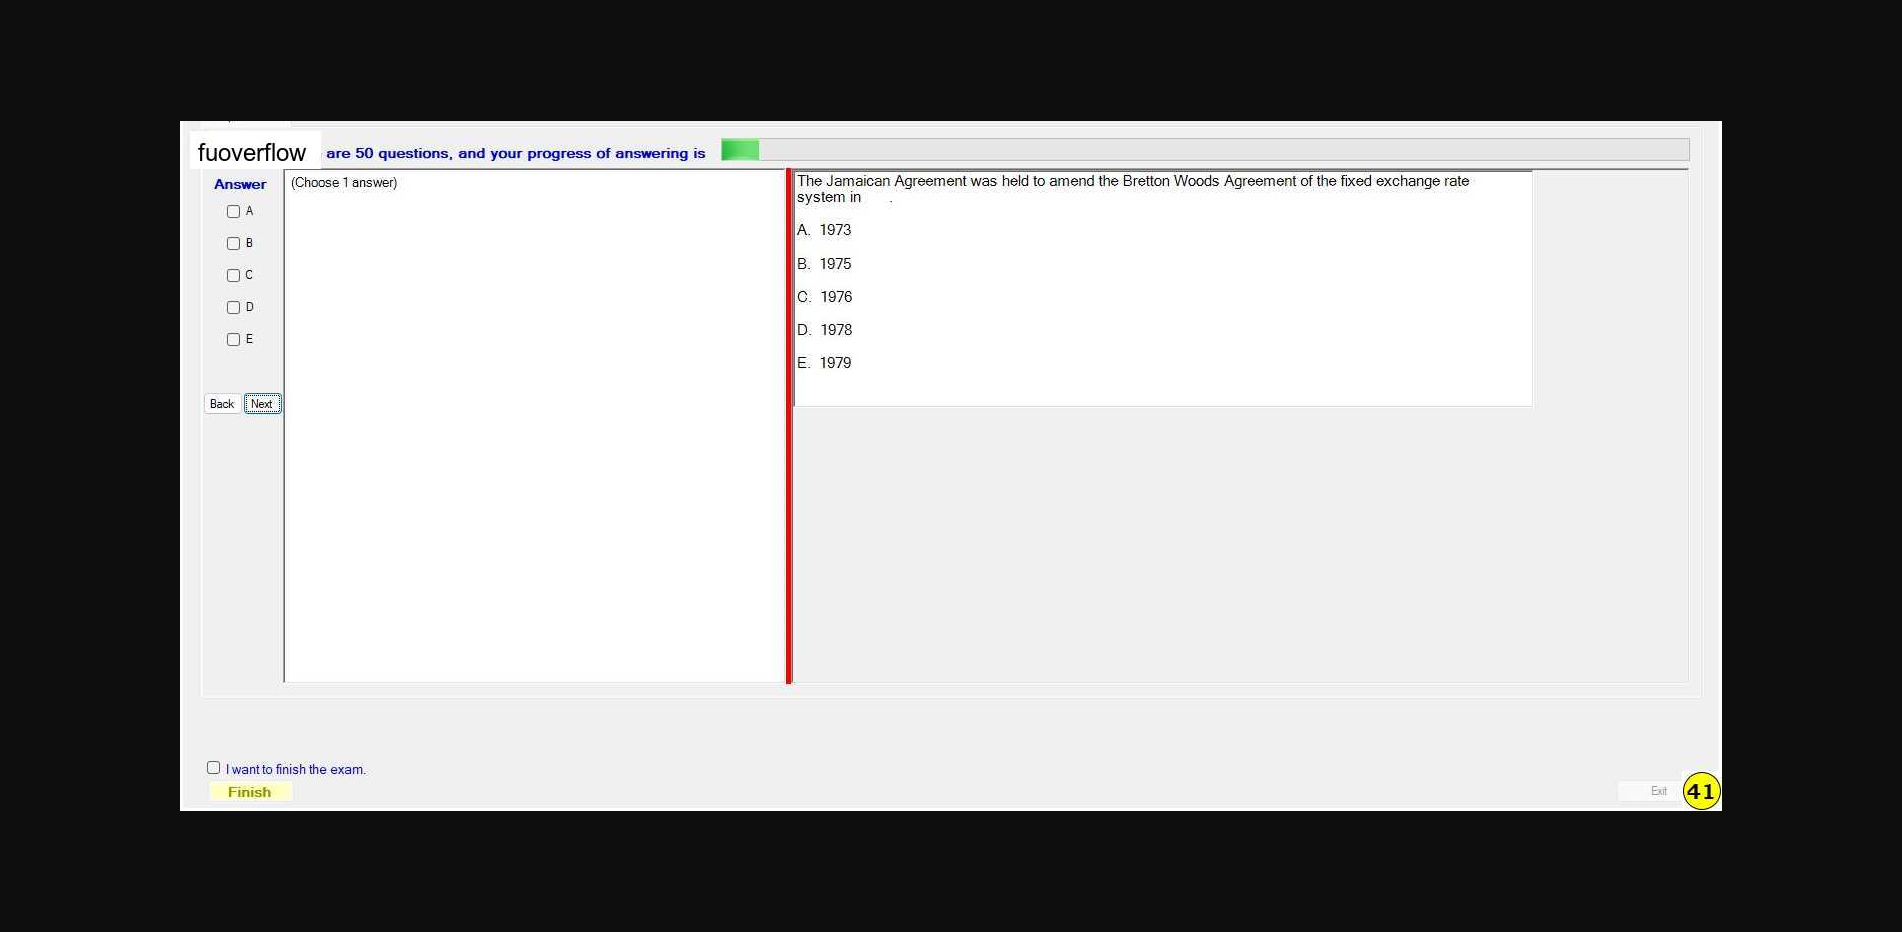 fuoverflow are 50 questions, and your progress of answering is
Answer
(Choose 1 answer)
A
B
C
D
E
Back Next
The Jamaican Agreement was held to amend the Bretton Woods Agreement of the fixed exchange rate
system in .
A. 1973
B. 1975
C. 1976
D. 1978
E. 1979
I want to finish the exam.
Finish
Exit
41